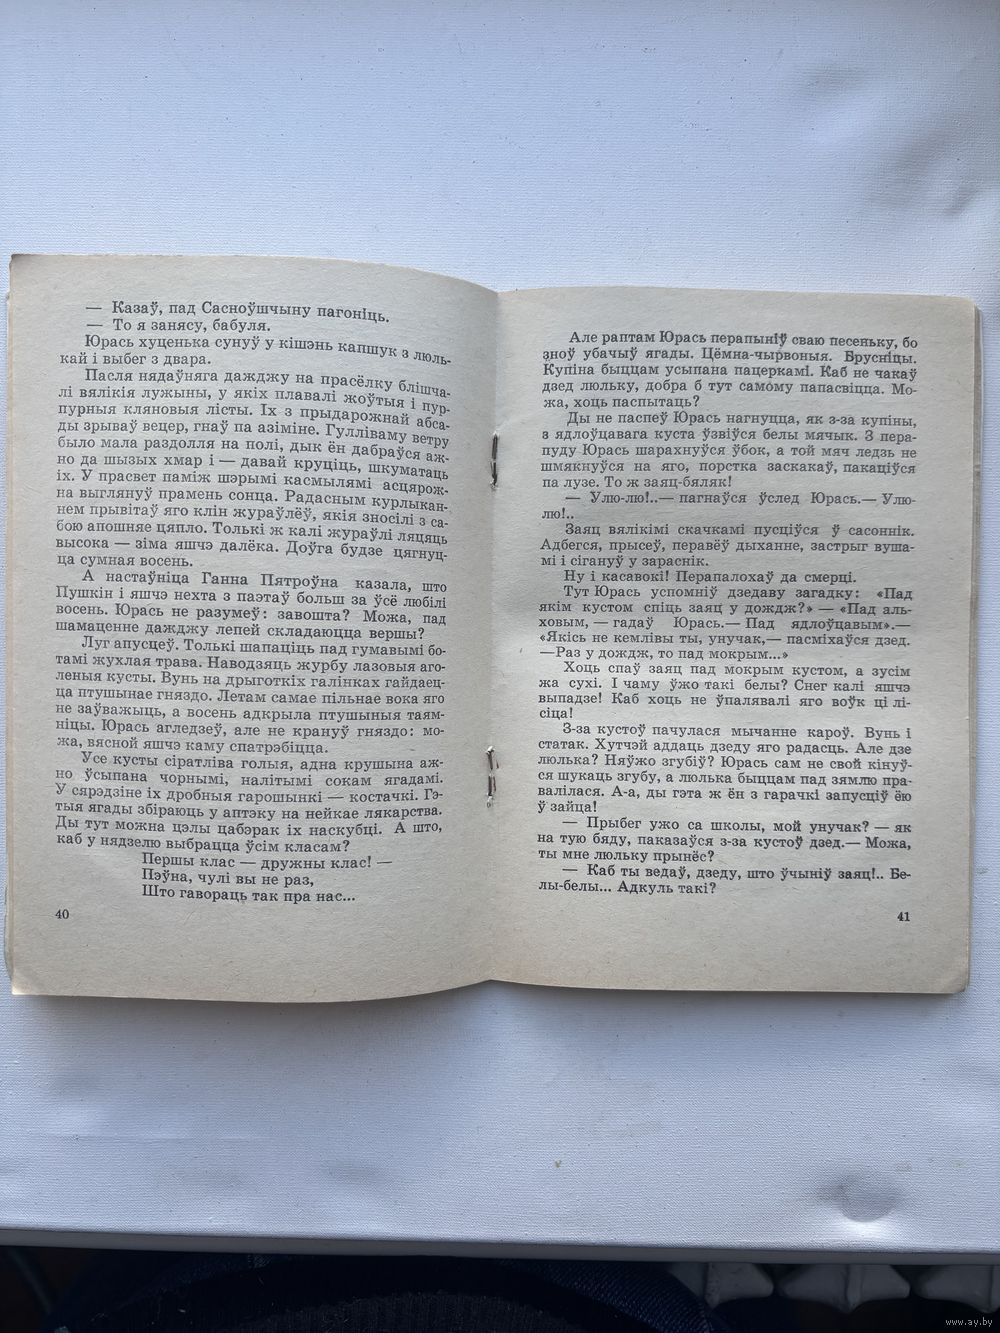 — Казаў, пад Сасноўшчыну пагоніць.
— То я занясу, бабуля.
Юрась хуценька сунуў у кішэнь капшук з люль-
кай і выбег з двара.
Пасля нядаўняга дажджу на прасёлку блішча-
лі вялікія лужыны, у якіх плавалі жоўтыя і пур-
пурныя кляновыя лісты. Іх з прыдарожнай абса-
ды зрываў вецер, гнаў па азіміне. Гулліваму ветру
было мала раздолля на полі, дык ён дабраўся аж-
но да шызых хмар і — давай круціць, шкуматаць
іх. У прасвет паміж шэрымі касмылямі асцярож-
на выглянуў прамень сонца. Радасным курлыкан-
нем прывітаў яго клін жураўлёў, якія зносілі з са-
бою апошняе цяпло. Толькі ж калі жураўлі ляцяць
высока — зіма яшчэ далёка. Доўга будзе цягнуц-
ца сумная восень.
А настаўніца Ганна Пятроўна казала, што
Пушкін і яшчэ нехта з паэтаў больш за ўсё любілі
восень. Юрась не разумеў: завошта? Можа, пад
шамаценне дажджу лепей складаюцца вершы?
Луг апусцеў. Толькі шапаціць пад гумавымі бо-
тамі жухлая трава. Наводзяць журбу лазовыя аго-
леныя кусты. Вунь на дрыготкіх галінках гайдаец-
ца птушынае гняздо. Летам самае пільнае вока яго
не заўважыць, а восень адкрыла птушыныя таям-
ніцы. Юрась агледзеў, але не крануў гняздо: мо-
жа, вясной яшчэ каму спатрэбіцца.
Усе кусты сіратліва голыя, адна крушына аж-
но ўсыпана чорнымі, налітымі сокам ягадамі.
У сярэдзіне іх дробныя гарошынкі — костачкі. Гэ-
тыя ягады збіраюць у аптэку на нейкае лякарства.
Ды тут можна цэлы цабэрак іх наскубці. А што,
каб у нядзелю выбрацца ўсім класам?
Першы клас — дружны клас! —
Пэўна, чулі вы не раз,
Што гавораць так пра нас...
40
Але раптам Юрась перапыніў сваю песеньку, бо
зноў убачыў ягады. Цёмна-чырвоныя. Брусніцы.
Купіна быццам усыпана пацеркамі. Каб не чакаў
дзед люльку, добра б тут самому папасвіцца. Мо-
жа, хоць паспытаць?
Ды не паспеў Юрась нагнуцца, як з-за купіны,
з ядлоўцавага куста ўзвіўся белы мячык. З пера-
пуду Юрась шарахнуўся ўбок, а той мяч ледзь не
шмякнуўся на яго, порстка заскакаў, пакаціўся
па лузе. То ж заяц-бяляк!
— Улю-лю!..— пагнаўся ўслед Юрась.— Улю-
лю!..
Заяц вялікімі скачкамі пусціўся ў сасоннік.
Адбегся, прысеў, перавёў дыханне, застрыг вуша-
мі і сігануў у зараснік.
Ну і касавокі! Перапалохаў да смерці.
Тут Юрась успомніў дзедаву загадку: «Пад
якім кустом спіць заяц у дождж?» — «Пад аль-
ховым, — гадаў Юрась.— Пад ядлоўцавым».—
«Якісь не кемлівы ты, унучак,— пасміхаўся дзед.
—Раз у дождж, то пад мокрым...»
Хоць спаў заяц пад мокрым кустом, а зусім
жа сухі. І чаму ўжо такі белы? Снег калі яшчэ
выпадзе! Каб хоць не ўпалявалі яго воўк ці лі-
сіца!
З-за кустоў пачулася мычанне кароў. Вунь і
статак. Хутчэй аддаць дзеду яго радасць. Але дзе
люлька? Няўжо згубіў? Юрась сам не свой кінуў-
ся шукаць згубу, а люлька быццам пад зямлю пра-
валілася. А-а, ды гэта ж ён з гарачкі запусціў ёю
ў зайца!
— Прыбег ужо са школы, мой унучак? — як
на тую бяду, паказаўся з-за кустоў дзед.— Можа,
ты мне люльку прынёс?
— Каб ты ведаў, дзеду, што ўчыніў заяц!.. Бе-
лы-белы... Адкуль такі?
41
www.ay.by